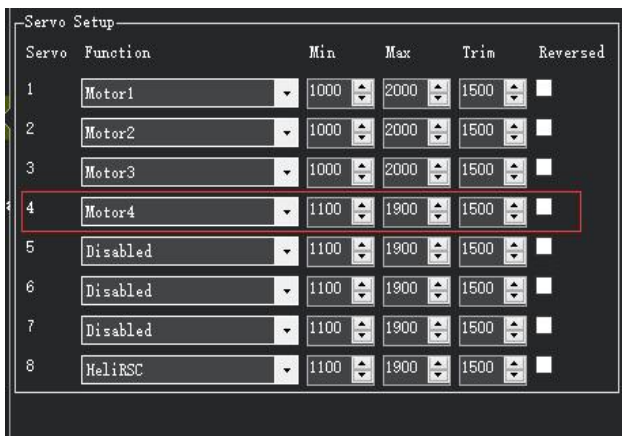 Servo Setup
Servo Function Min Max Trim Reversed
1 Motor1 1000 2000 1500
2 Motor2 1000 2000 1500
3 Motor3 1000 2000 1500
4 Motor4 1100 1900 1500
5 Disabled 1100 1900 1500
6 Disabled 1100 1900 1500
7 Disabled 1100 1900 1500
8 HeliRSC 1100 1900 1500